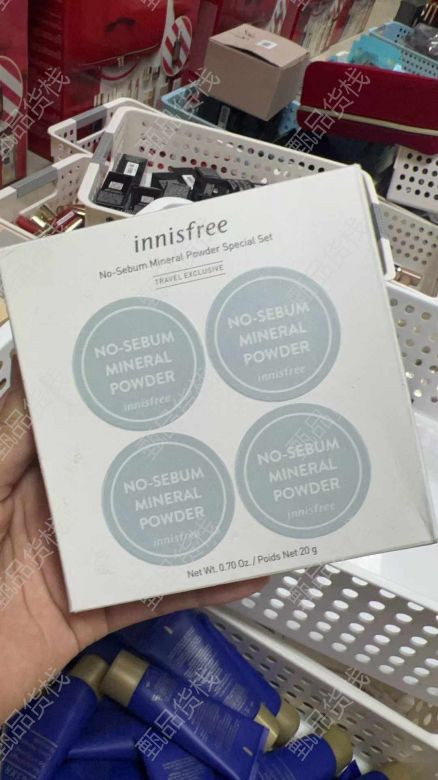 innisfree
No-Sebum Mineral Powder Special Set
TRAVEL EXCLUSIVE
NO-SEBUM
MINERAL
POWDER
innisfree
NO-SEBUM
MINERAL
POWDER
innisfree
NO-SEBUM
MINERAL
POWDER
innisfree
NO-SEBUM
MINERAL
POWDER
innisfree
Net Wt. 0.70 Oz./ Poids Net 20 g
甄品货栈